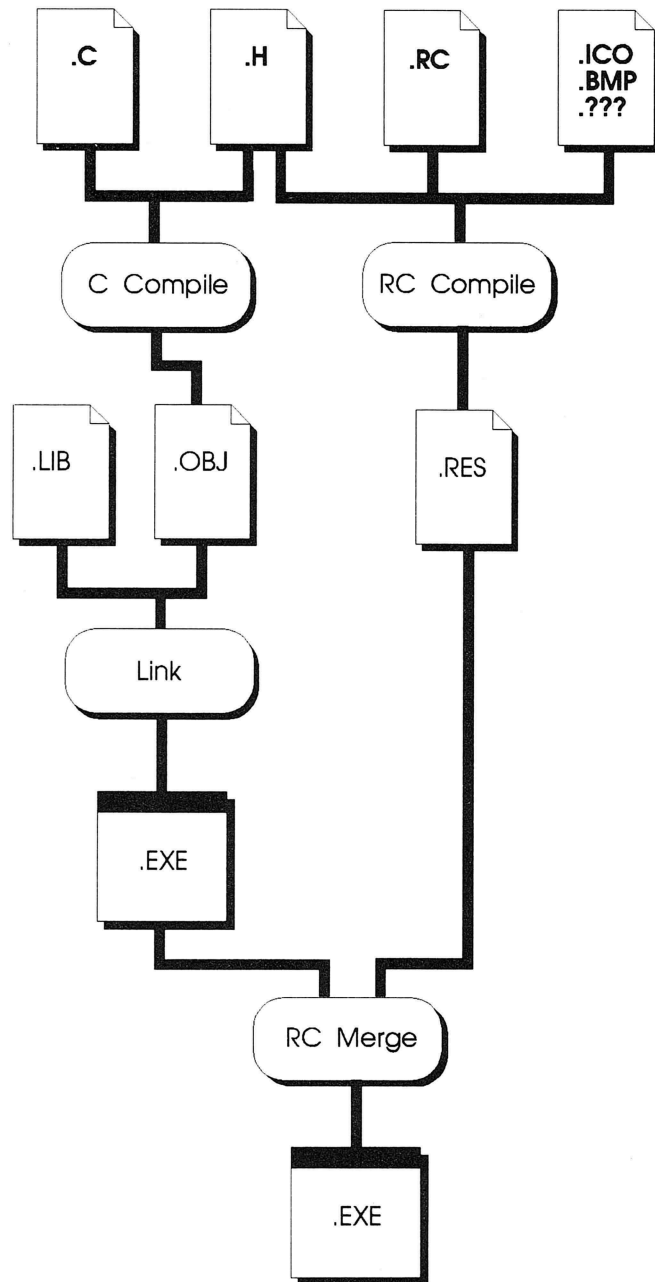 .C
.H
.RC
.ICO
.BMP
.???
C Compile
RC Compile
.LIB
.OBJ
.RES
Link
.EXE
RC Merge
.EXE